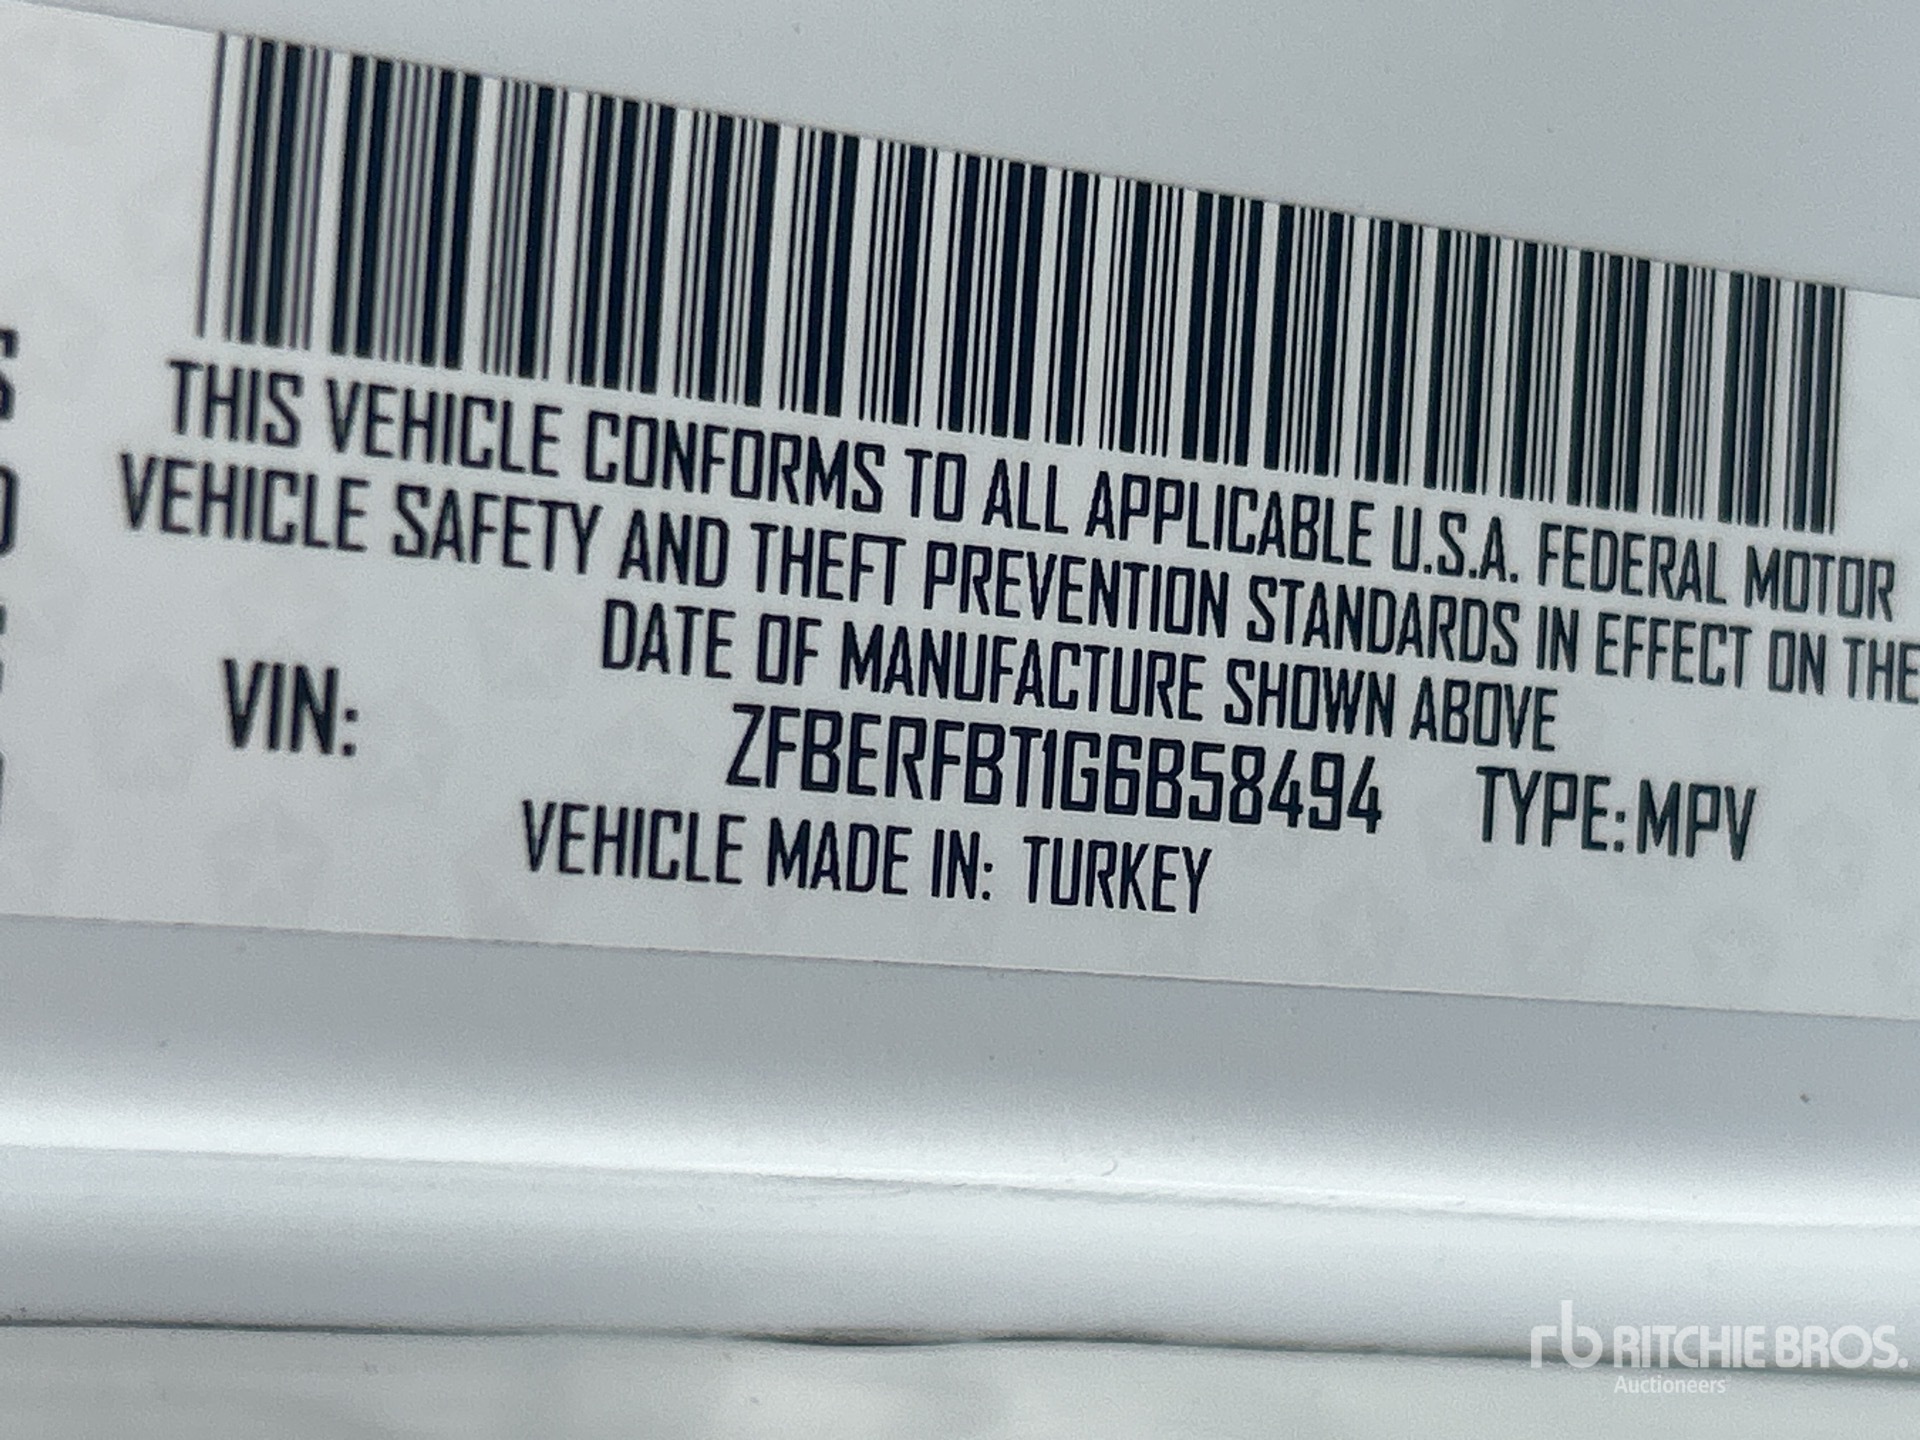 THIS VEHICLE CONFORMS TO ALL APPLICABLE U.S.A. FEDERAL MOTOR
VEHICLE SAFETY AND THEFT PREVENTION STANDARDS IN EFFECT ON THE
DATE OF MANUFACTURE SHOWN ABOVE
VIN: ZFBERFBT1G6B58494 TYPE: MPV
VEHICLE MADE IN: TURKEY
rb RITCHIE BROS.
Auctioneers